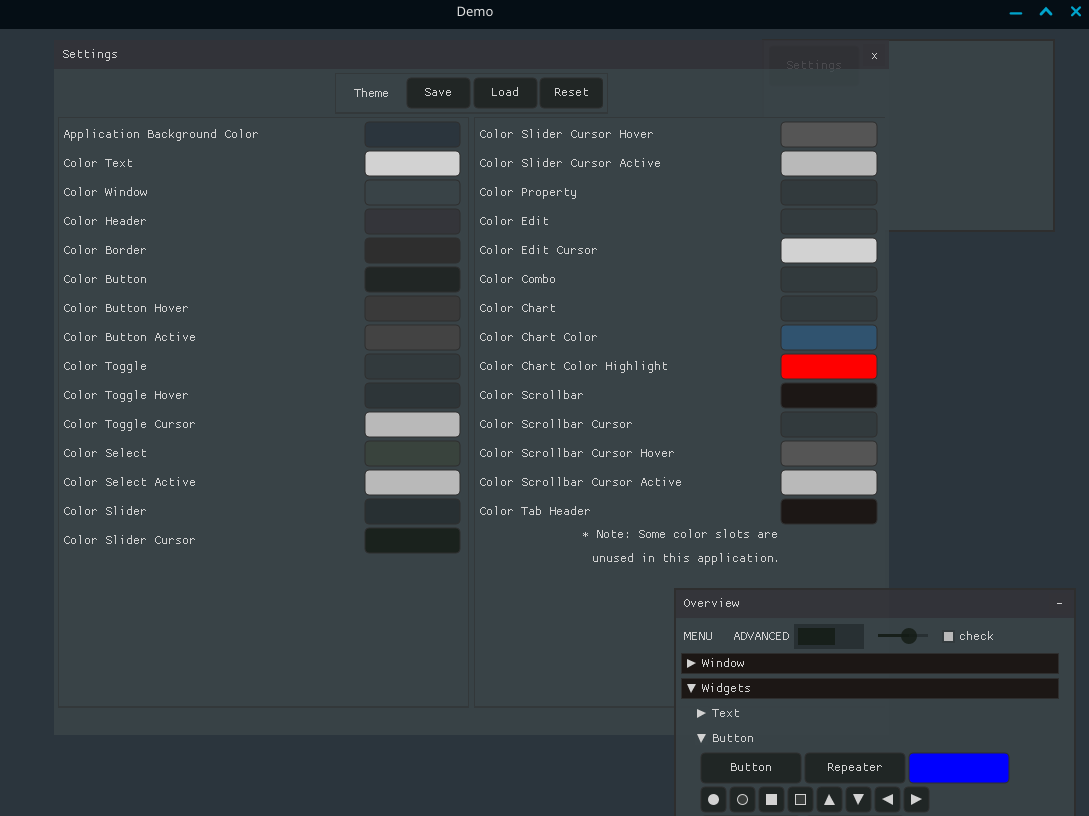 Demo
Settings x
Settings
Theme Save Load Reset
Application Background Color
Color Text
Color Window
Color Header
Color Border
Color Button
Color Button Hover
Color Button Active
Color Toggle
Color Toggle Hover
Color Toggle Cursor
Color Select
Color Select Active
Color Slider
Color Slider Cursor
Color Slider Cursor Hover
Color Slider Cursor Active
Color Property
Color Edit
Color Edit Cursor
Color Combo
Color Chart
Color Chart Color
Color Chart Color Highlight
Color Scrollbar
Color Scrollbar Cursor
Color Scrollbar Cursor Hover
Color Scrollbar Cursor Active
Color Tab Header
* Note: Some color slots are
unused in this application.
Overview -
MENU ADVANCED check
Window
Widgets
Text
Button
Button Repeater